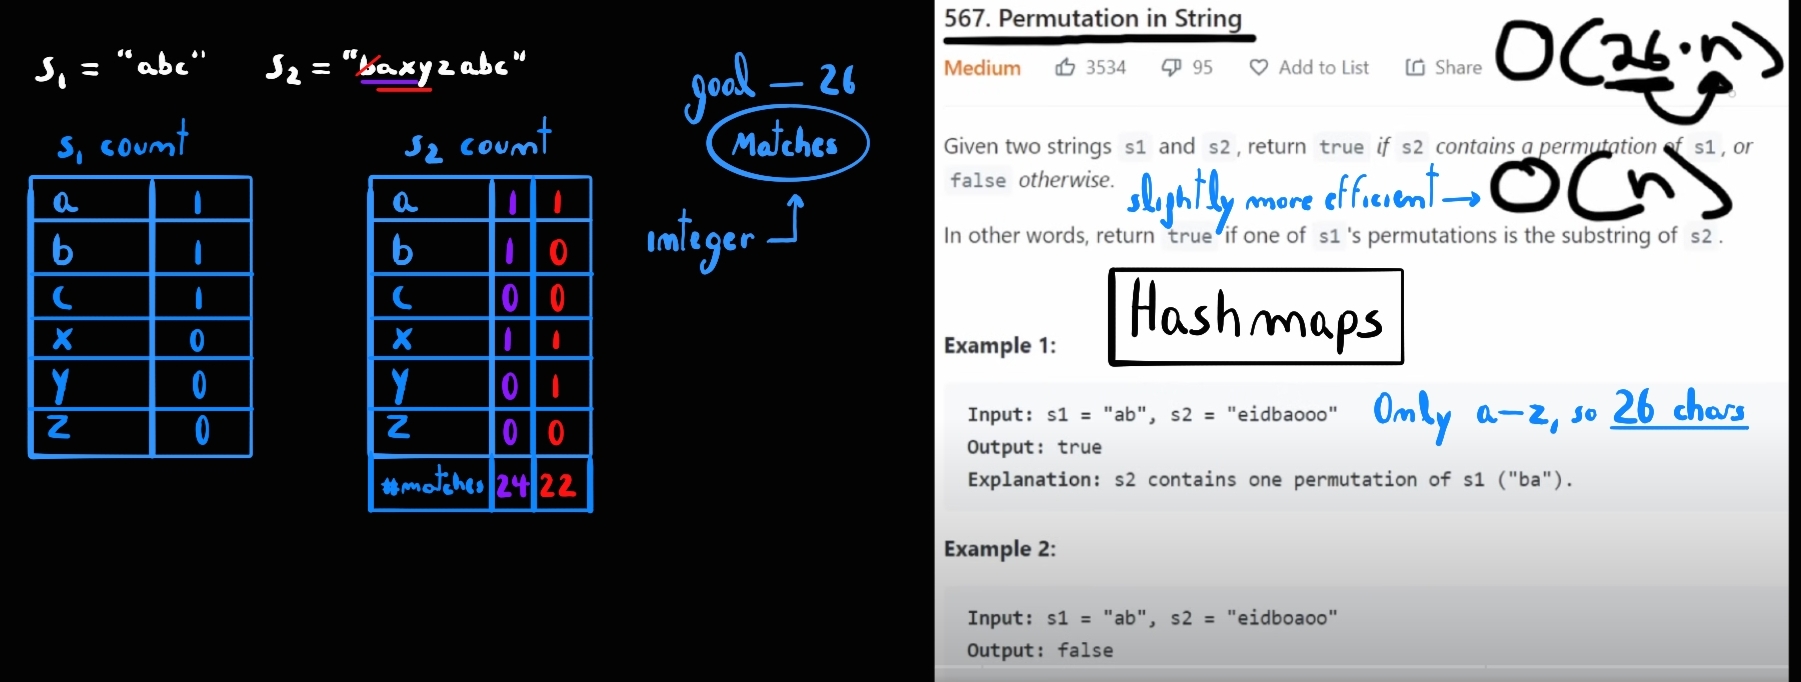 S₁ = "abc" S₂ = "baxyzabc"
S₁ count
a 1
b 1
c 1
x 0
y 0
z 0
S₂ count
a 1 1
b 1 0
c 0 0
x 1 1
y 0 1
z 0 0
#matches 24 22
goal — 26
Matches
integer
567. Permutation in String
O(26·n)
Medium 3534 95 Add to List Share
Given two strings s1 and s2, return true if s2 contains a permutation of s1, or
false otherwise.
slightly more efficient → O(n)
In other words, return true if one of s1's permutations is the substring of s2.
Hashmaps
Example 1:
Input: s1 = "ab", s2 = "eidbaooo"
Only a-z, so 26 chars
Output: true
Explanation: s2 contains one permutation of s1 ("ba").
Example 2:
Input: s1 = "ab", s2 = "eidboaoo"
Output: false